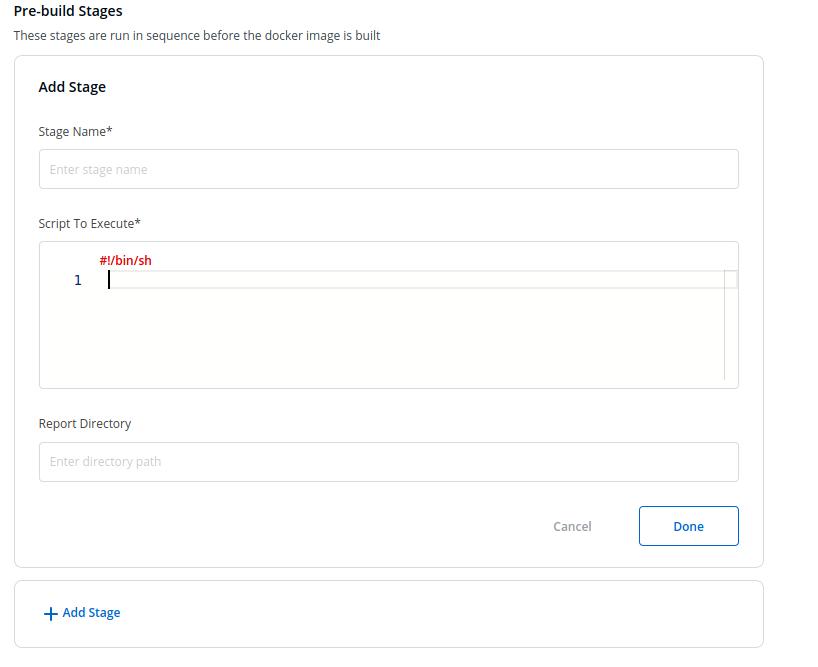 Pre-build Stages
These stages are run in sequence before the docker image is built
Add Stage
Stage Name*
Enter stage name
Script To Execute*
#!/bin/sh
1
Report Directory
Enter directory path
Cancel
Done
+ Add Stage